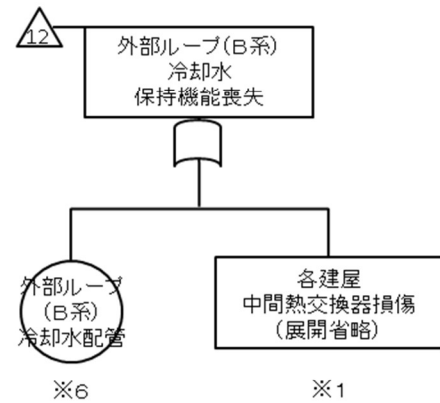 12
外部ループ(B系)
冷却水
保持機能喪失
外部ループ
(B系)
冷却水配管
※6
各建屋
中間熱交換器損傷
(展開省略)
※1